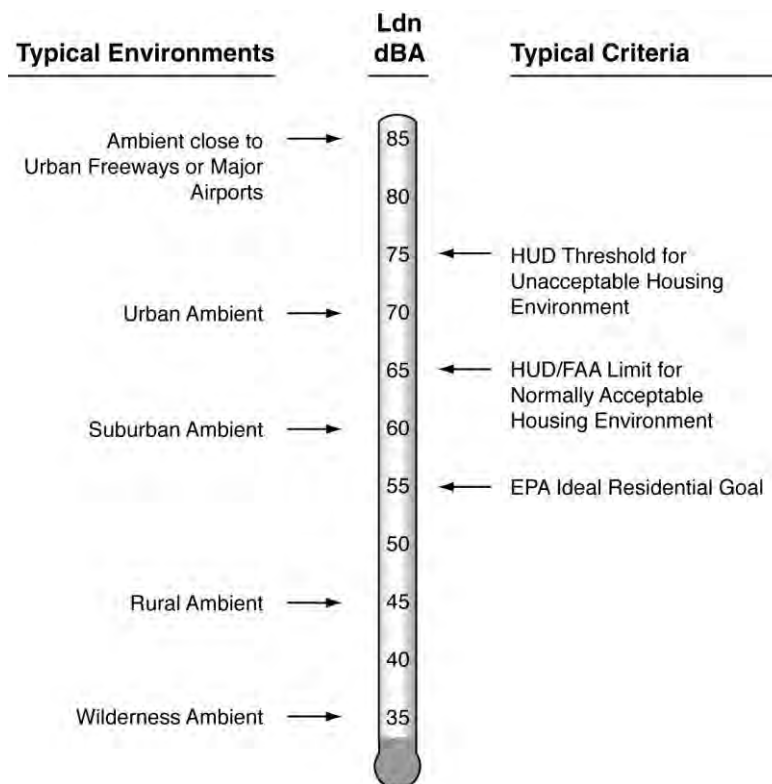 Typical Environments
Ldn
dBA
Typical Criteria
Ambient close to
Urban Freeways or Major
Airports
85
80
75
HUD Threshold for
Unacceptable Housing
Environment
Urban Ambient
70
65
HUD/FAA Limit for
Normally Acceptable
Housing Environment
Suburban Ambient
60
55
EPA Ideal Residential Goal
50
Rural Ambient
45
40
Wilderness Ambient
35